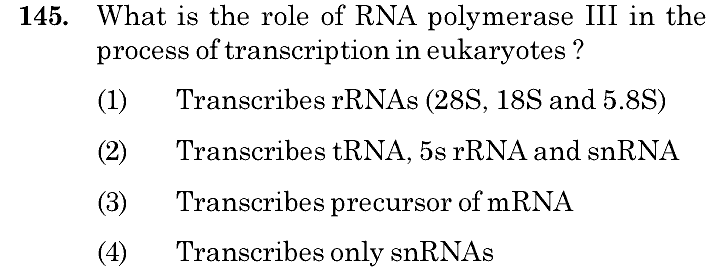 145. What is the role of RNA polymerase III in the
process of transcription in eukaryotes ?
(1) Transcribes rRNAs (28S, 18S and 5.8S)
(2) Transcribes tRNA, 5s rRNA and snRNA
(3) Transcribes precursor of mRNA
(4) Transcribes only snRNAs